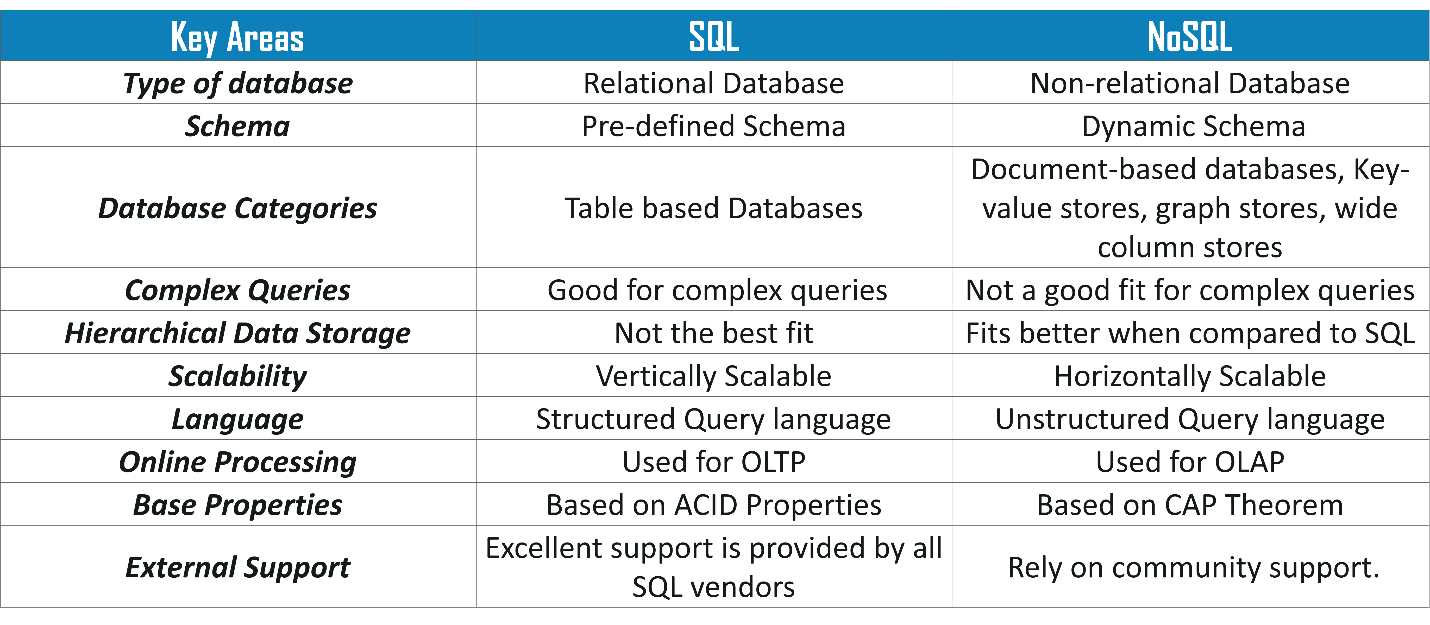 Key Areas SQL NoSQL
Type of database Relational Database Non-relational Database
Schema Pre-defined Schema Dynamic Schema
Database Categories Table based Databases Document-based databases, Key-
value stores, graph stores, wide
column stores
Complex Queries Good for complex queries Not a good fit for complex queries
Hierarchical Data Storage Not the best fit Fits better when compared to SQL
Scalability Vertically Scalable Horizontally Scalable
Language Structured Query language Unstructured Query language
Online Processing Used for OLTP Used for OLAP
Base Properties Based on ACID Properties Based on CAP Theorem
External Support Excellent support is provided by all
SQL vendors Rely on community support.